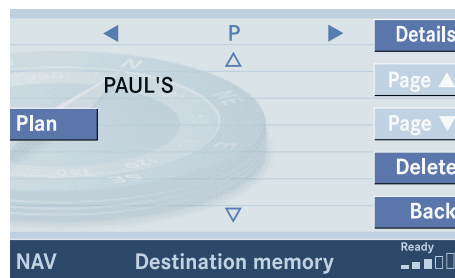 P
Details
PAUL'S
Page
Plan
Page
Delete
Back
NAV Destination memory Ready